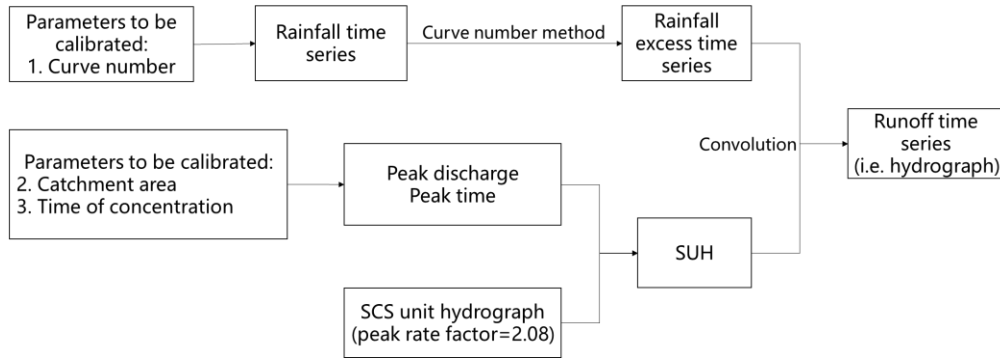 Parameters to be
calibrated:
1. Curve number
Rainfall time
series
Curve number method
Rainfall
excess time
series
Convolution
Runoff time
series
(i.e. hydrograph)
Parameters to be calibrated:
2. Catchment area
3. Time of concentration
Peak discharge
Peak time
SUH
SCS unit hydrograph
(peak rate factor=2.08)